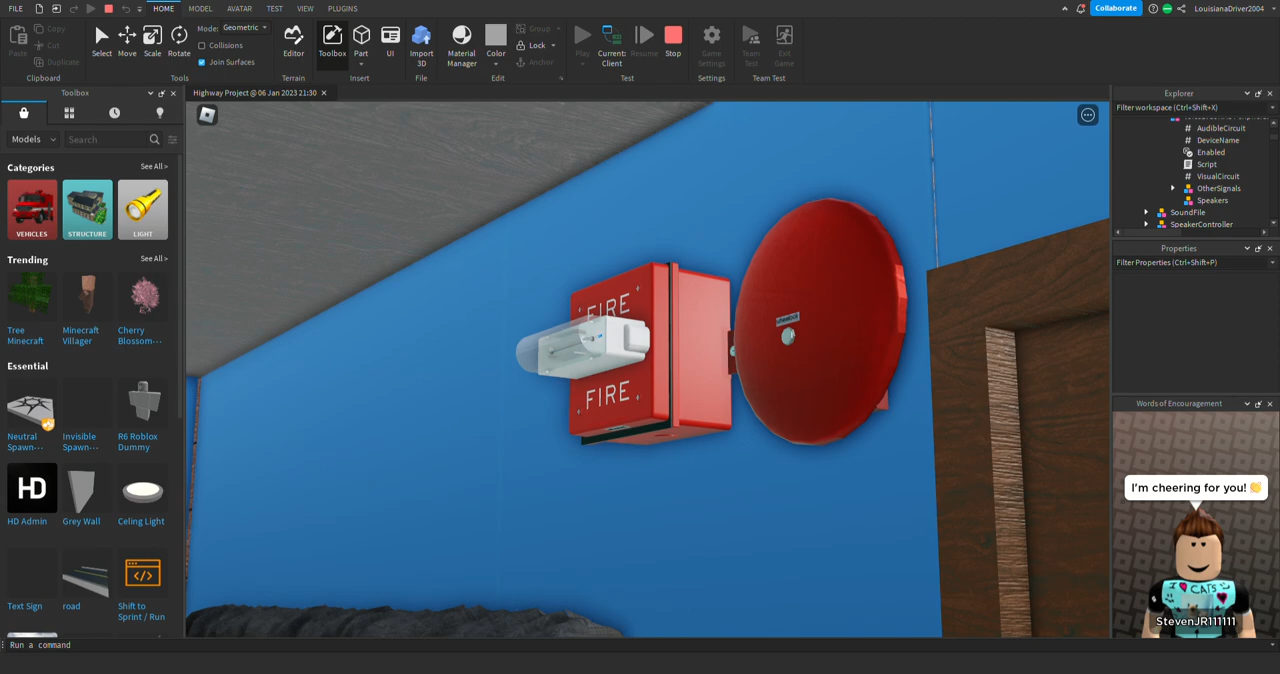 FILE HOME MODEL AVATAR TEST VIEW PLUGINS Collaborate LouisianaDriver2004
Paste Copy Cut Duplicate Clipboard
Select Move Scale Rotate Mode: Geometric Collisions Join Surfaces Tools
Editor Terrain
Toolbox Part UI Insert
Import 3D File
Material Manager Color Group Lock Anchor Edit
Play Current: Client Resume Stop Test
Game Settings Settings
Team Test Exit Game Team Test
Toolbox
Highway Project @ 06 Jan 2023 21:30
Models Search
Categories See All >
VEHICLES STRUCTURE LIGHT
Trending See All >
Tree Minecraft
Minecraft Villager
Cherry Blossom···
Essential
Neutral Spawn···
Invisible Spawn···
R6 Roblox Dummy
HD
HD Admin Grey Wall Celing Light
Text Sign road Shift to Sprint / Run
FIRE
FIRE
wheelock
Explorer
Filter workspace (Ctrl+Shift+X)
AudibleCircuit
DeviceName
Enabled
Script
VisualCircuit
OtherSignals
Speakers
SoundFile
SpeakerController
Properties
Filter Properties (Ctrl+Shift+P)
Words of Encouragement
I'm cheering for you! 👏
I CATS
StevenJR111111
Run a command